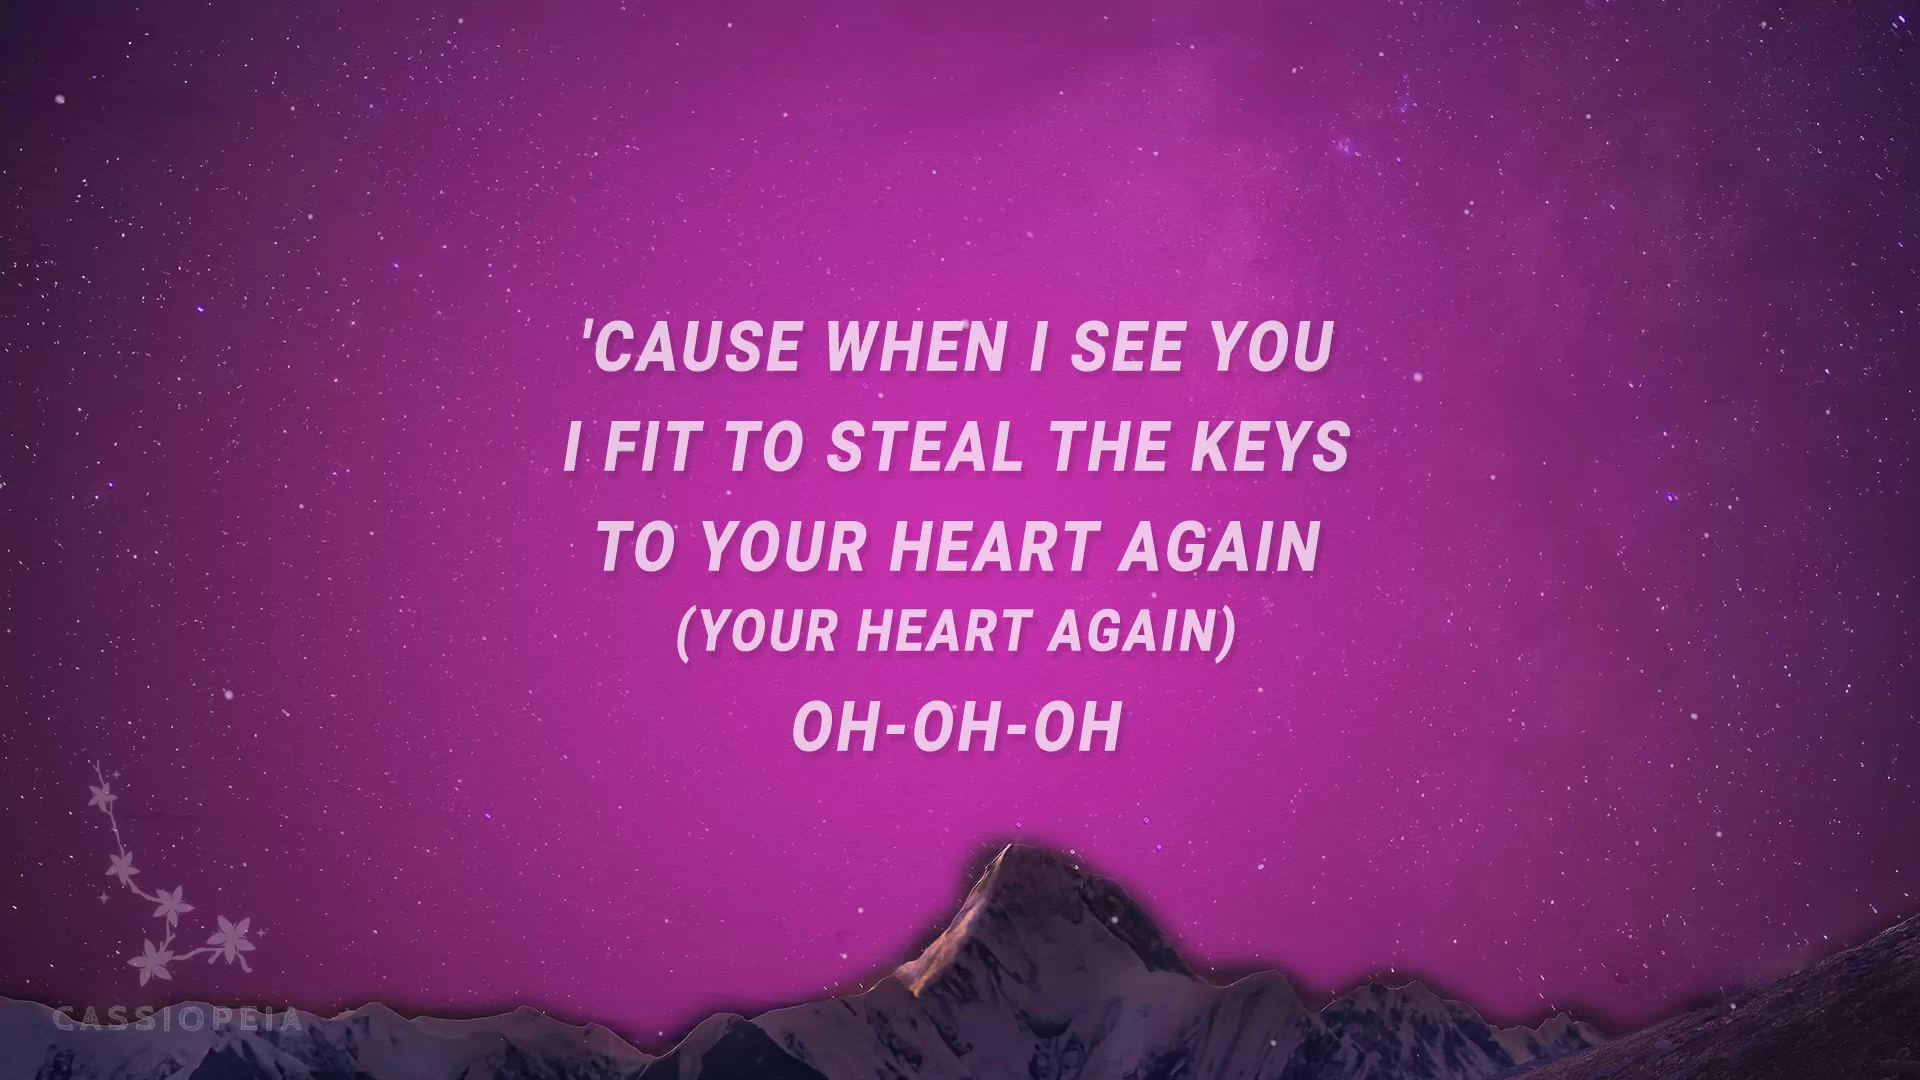 'CAUSE WHEN I SEE YOU
I FIT TO STEAL THE KEYS
TO YOUR HEART AGAIN
(YOUR HEART AGAIN)
OH-OH-OH
CASSIOPEIA